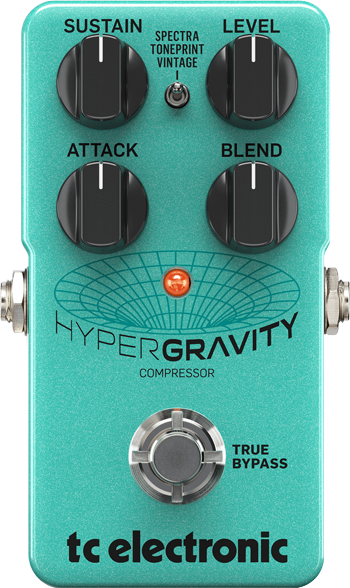 SUSTAIN
LEVEL
SPECTRA
TONEPRINT
VINTAGE
ATTACK
BLEND
HYPERGRAVITY
COMPRESSOR
TRUE
BYPASS
tc electronic